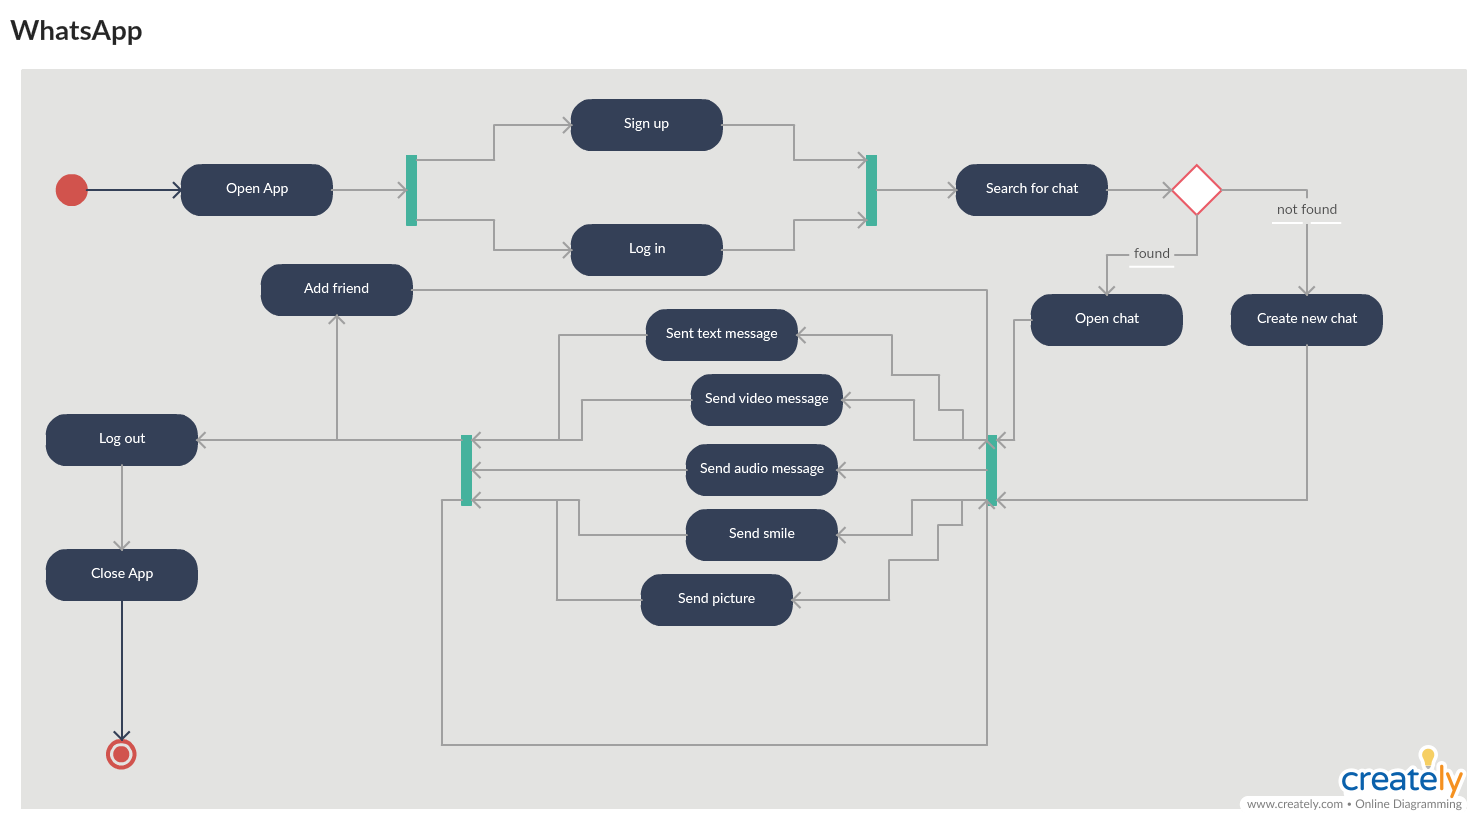 WhatsApp
Sign up
Open App
Search for chat
not found
Log in
found
Add friend
Open chat
Create new chat
Sent text message
Send video message
Log out
Send audio message
Send smile
Close App
Send picture
creately
www.creately.com • Online Diagramming